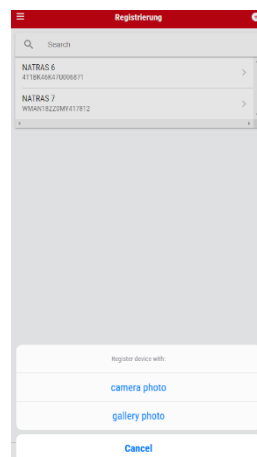 Registrierung
Search
NATRAS 6
4T1BK46K47U006871
NATRAS 7
WMAN18ZZ0MY417812
Register device with:
camera photo
gallery photo
Cancel